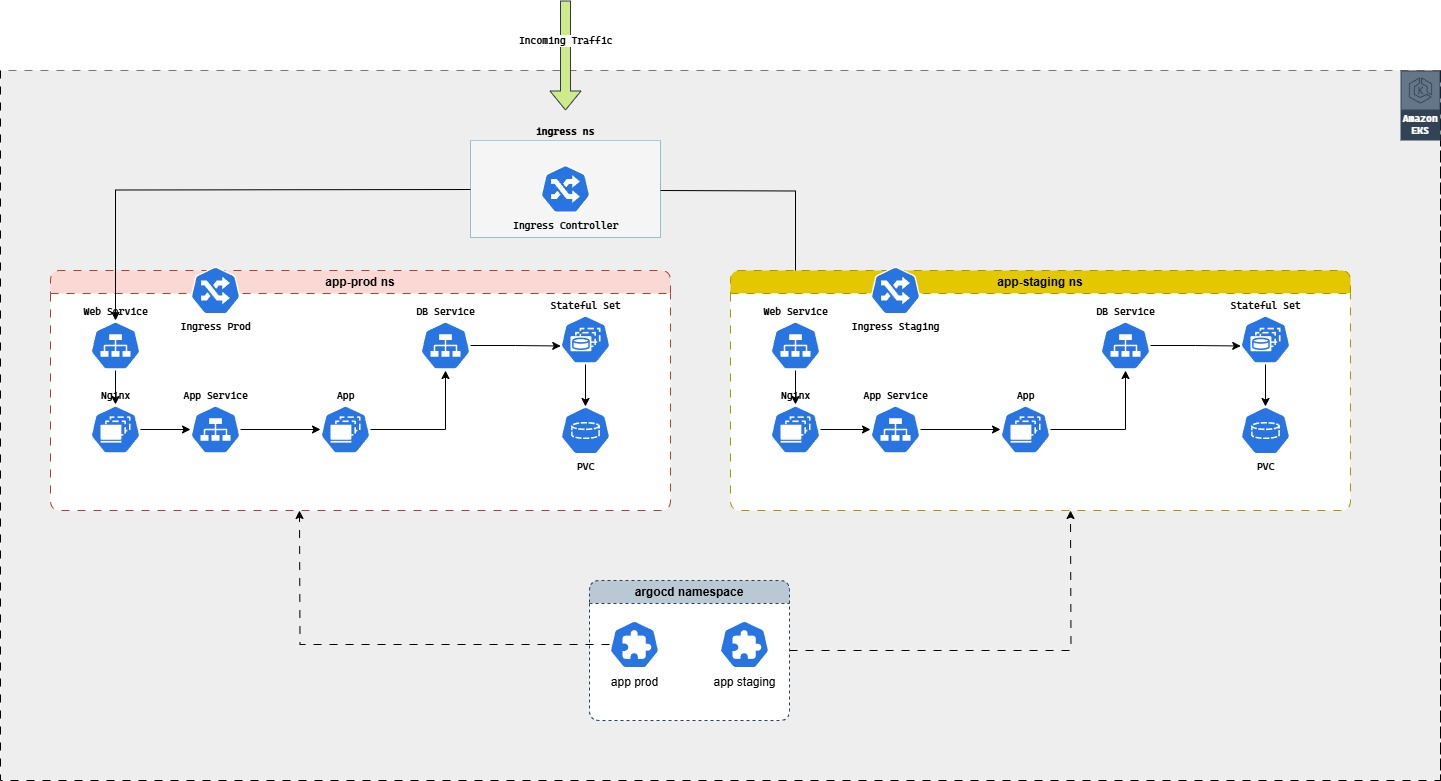 Incoming Traffic
Amazon
EKS
ingress ns
Ingress Controller
app-prod ns
Web Service
Ingress Prod
DB Service
Stateful Set
Nginx
App Service
App
PVC
app-staging ns
Web Service
Ingress Staging
DB Service
Stateful Set
Nginx
App Service
App
PVC
argocd namespace
app prod
app staging